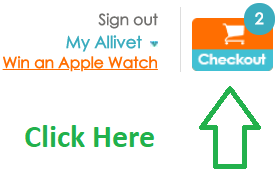 Sign out
My Allivet
Win an Apple Watch
2
Checkout
Click Here